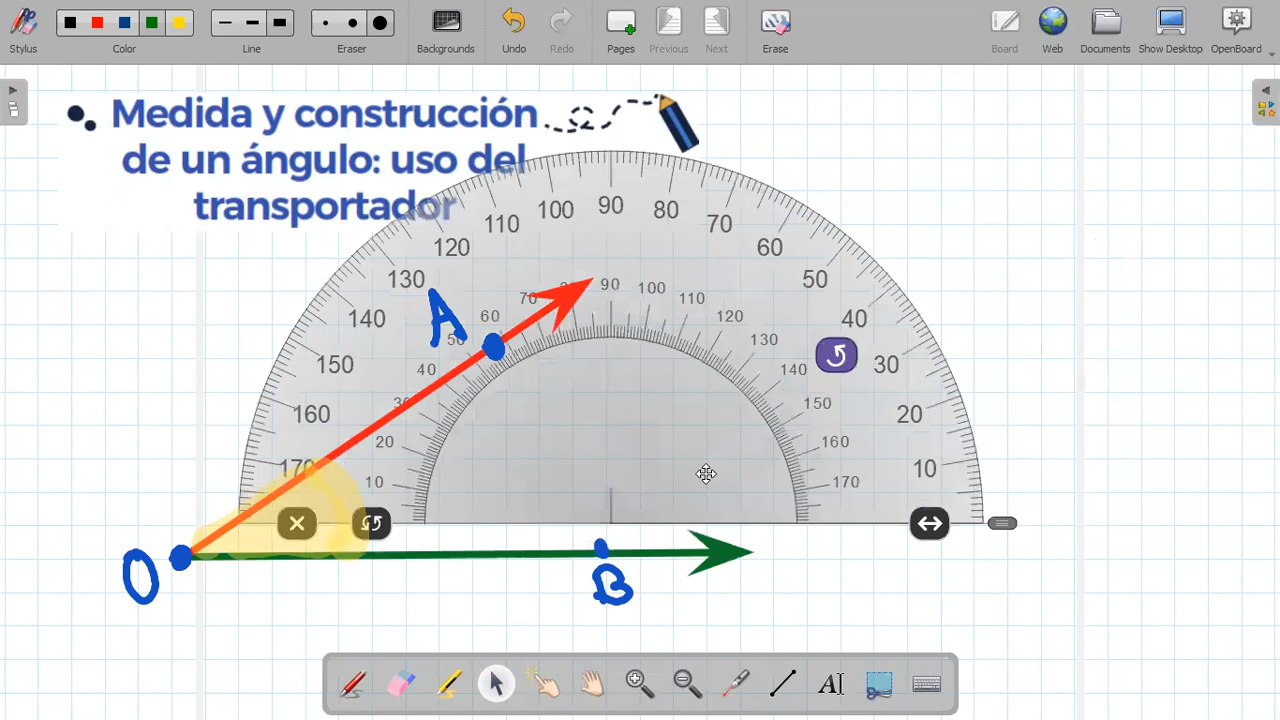 Stylus Color Line Eraser Backgrounds Undo Redo Pages Previous Next Erase Board Web Documents Show Desktop OpenBoard
Medida y construcción
de un ángulo: uso del
transportador
90
100 80
110 70
120 60
130 50
140 40
150 30
160 20
170 10
90
80 100
70 110
60 120
50 130
40 140
30 150
20 160
10 170
A
O
B
AI